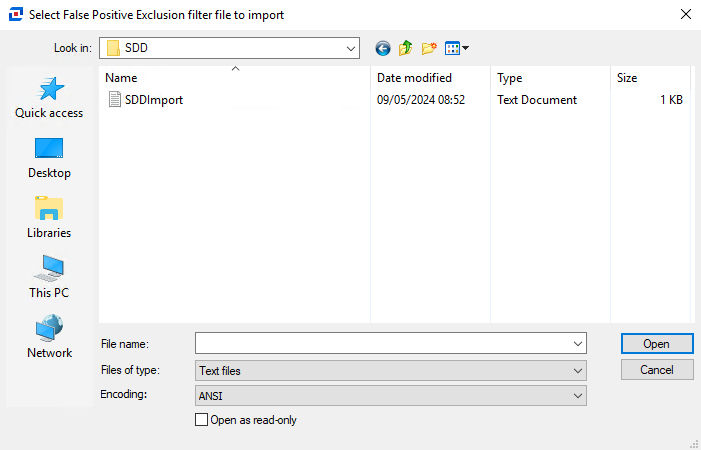 Select False Positive Exclusion filter file to import
Look in: SDD
Name Date modified Type Size
SDDImport 09/05/2024 08:52 Text Document 1 KB
Quick access
Desktop
Libraries
This PC
Network
File name: Open
Files of type: Text files Cancel
Encoding: ANSI
Open as read-only